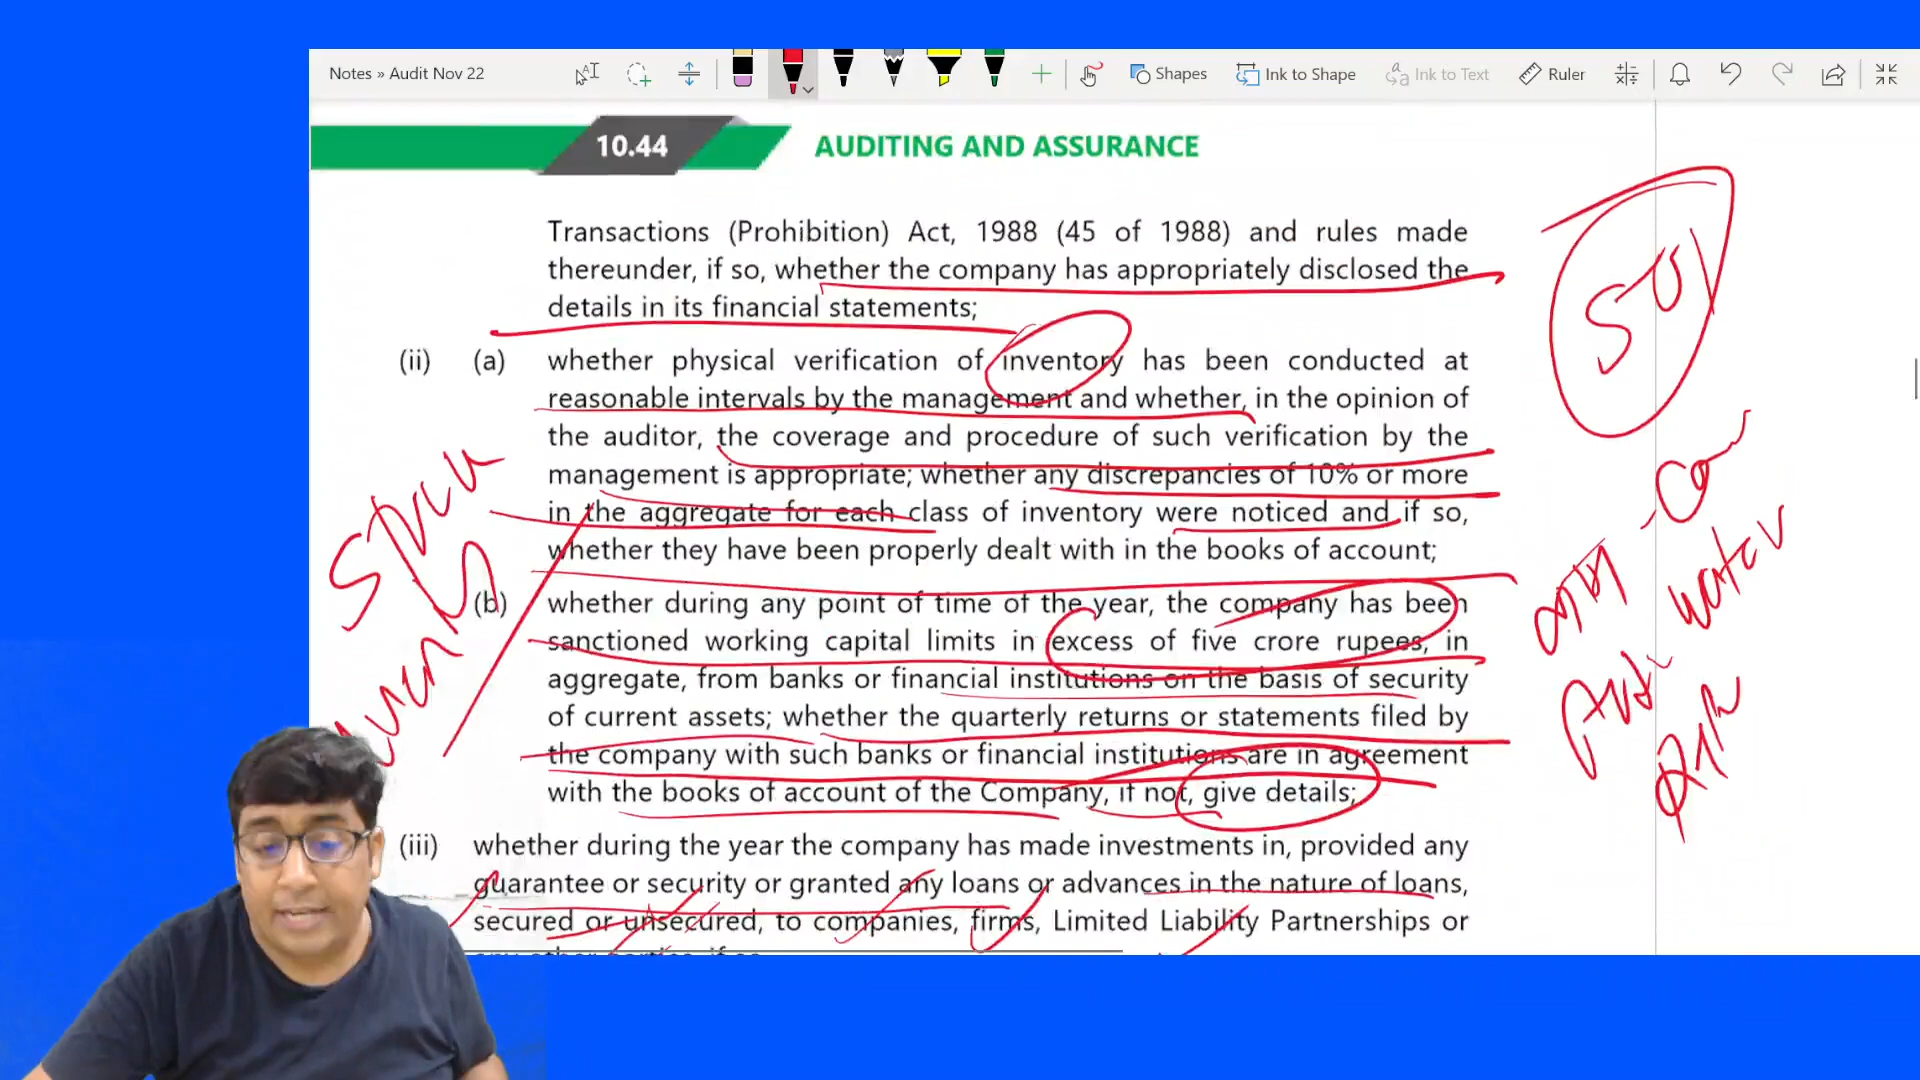 Notes » Audit Nov 22
Shapes
Ink to Shape
Ink to Text
Ruler
10.44
AUDITING AND ASSURANCE
Transactions (Prohibition) Act, 1988 (45 of 1988) and rules made
thereunder, if so, whether the company has appropriately disclosed the
details in its financial statements;
(ii) (a) whether physical verification of inventory has been conducted at
reasonable intervals by the management and whether, in the opinion of
the auditor, the coverage and procedure of such verification by the
management is appropriate; whether any discrepancies of 10% or more
in the aggregate for each class of inventory were noticed and if so,
whether they have been properly dealt with in the books of account;
(b) whether during any point of time of the year, the company has been
sanctioned working capital limits in excess of five crore rupees, in
aggregate, from banks or financial institutions on the basis of security
of current assets; whether the quarterly returns or statements filed by
the company with such banks or financial institutions are in agreement
with the books of account of the Company, if not, give details;
(iii) whether during the year the company has made investments in, provided any
guarantee or security or granted any loans or advances in the nature of loans,
secured or unsecured, to companies, firms, Limited Liability Partnerships or